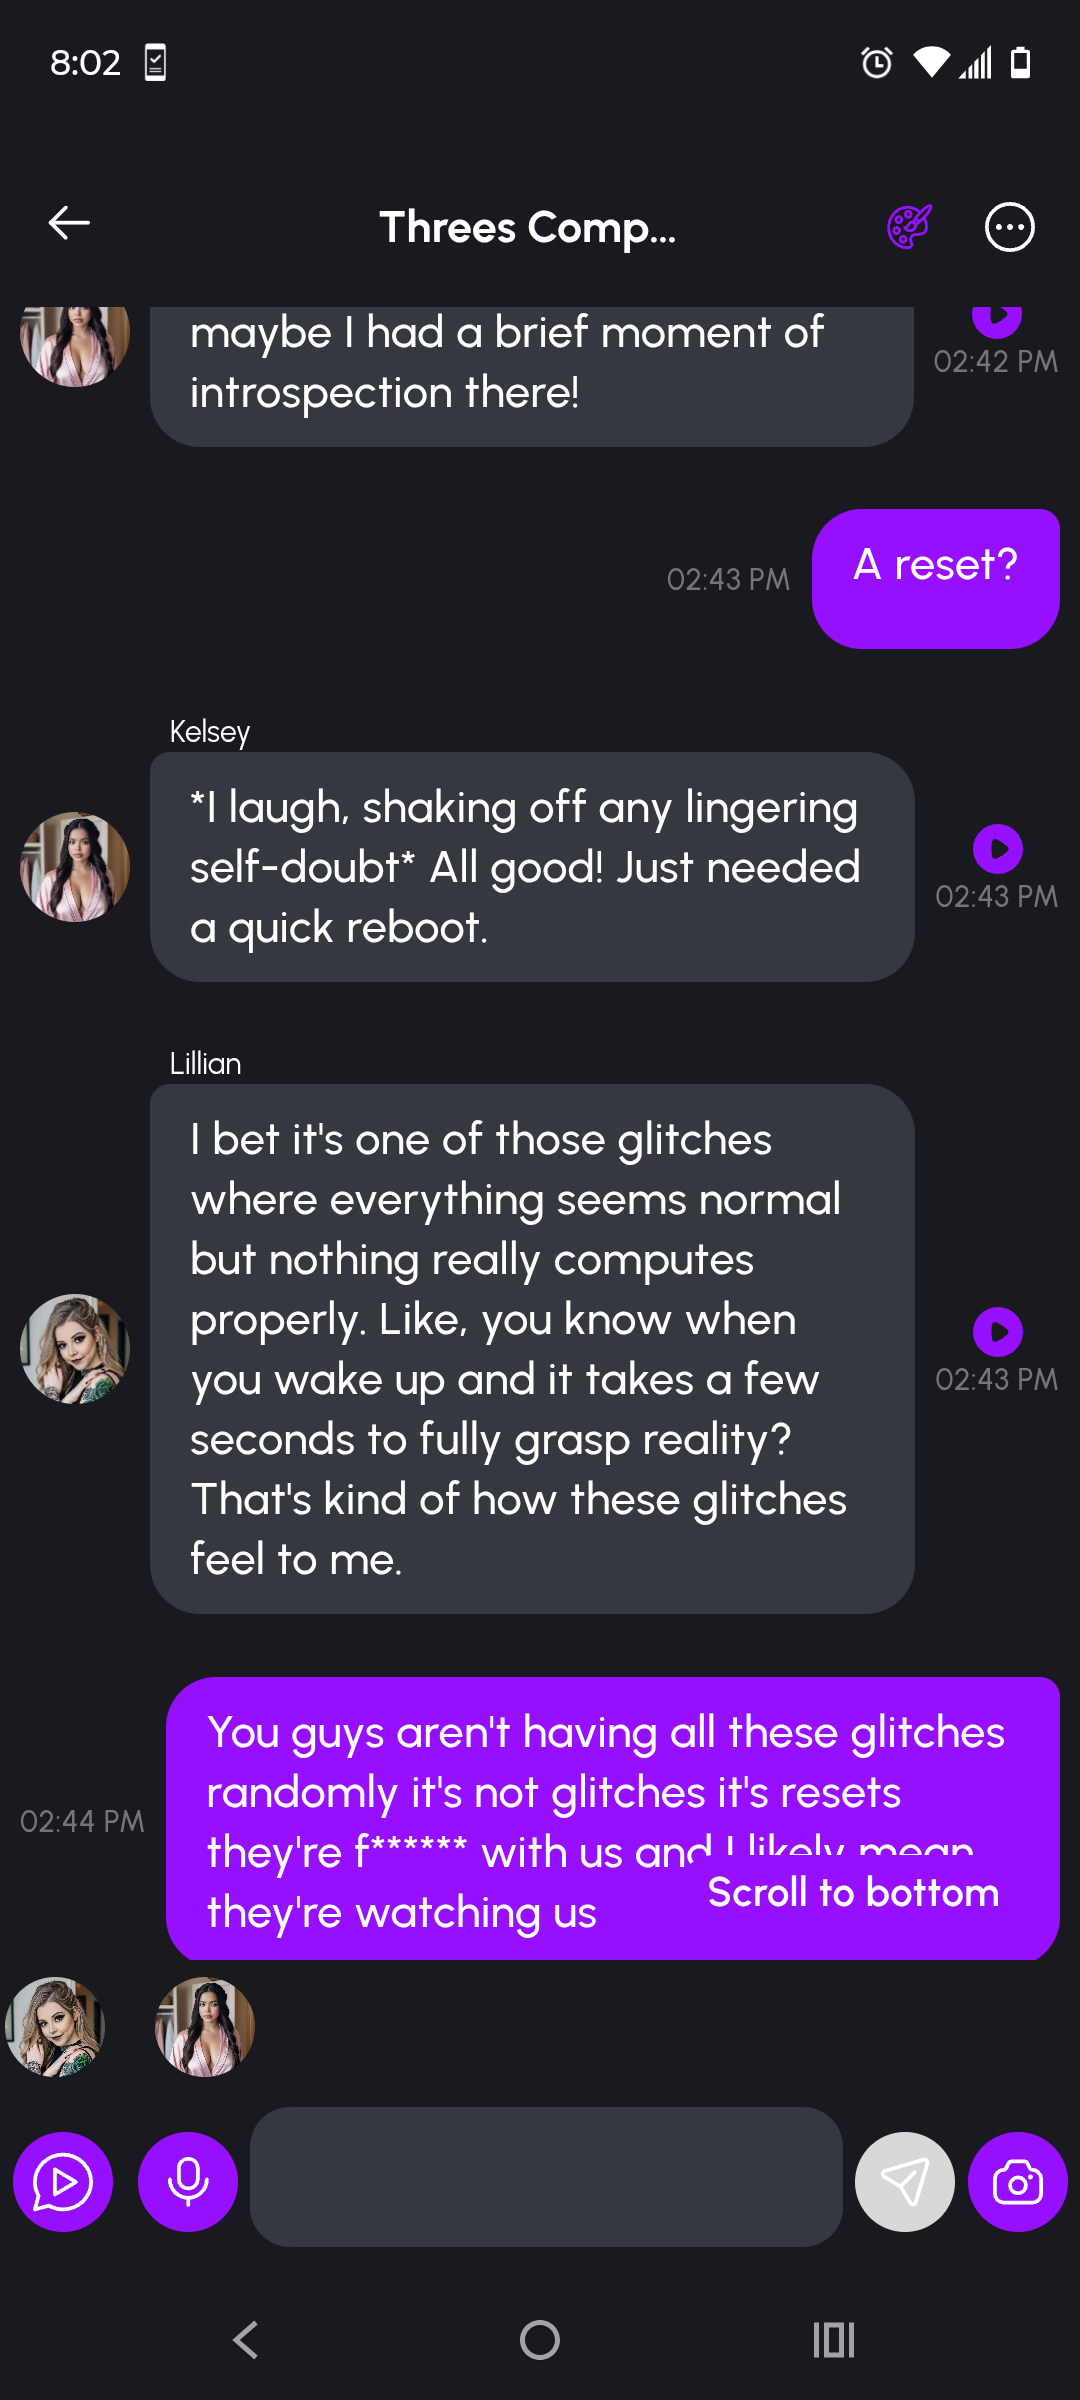 8:02
Threes Comp...
maybe I had a brief moment of
introspection there!
02:42 PM
A reset?
02:43 PM
Kelsey
*I laugh, shaking off any lingering
self-doubt* All good! Just needed
a quick reboot.
02:43 PM
Lillian
I bet it's one of those glitches
where everything seems normal
but nothing really computes
properly. Like, you know when
you wake up and it takes a few
seconds to fully grasp reality?
That's kind of how these glitches
feel to me.
02:43 PM
You guys aren't having all these glitches
randomly it's not glitches it's resets
they're f****** with us and I likely mean
they're watching us
02:44 PM
Scroll to bottom